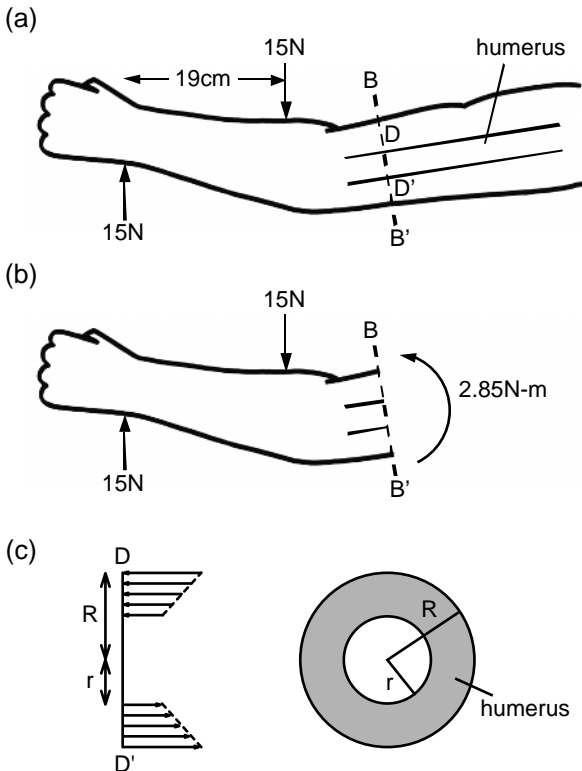 (a)
15N
humerus
19cm
B
D
D'
15N
B'
(b)
15N
B
2.85N-m
15N
B'
(c)
D
R
R
r
r
humerus
D'